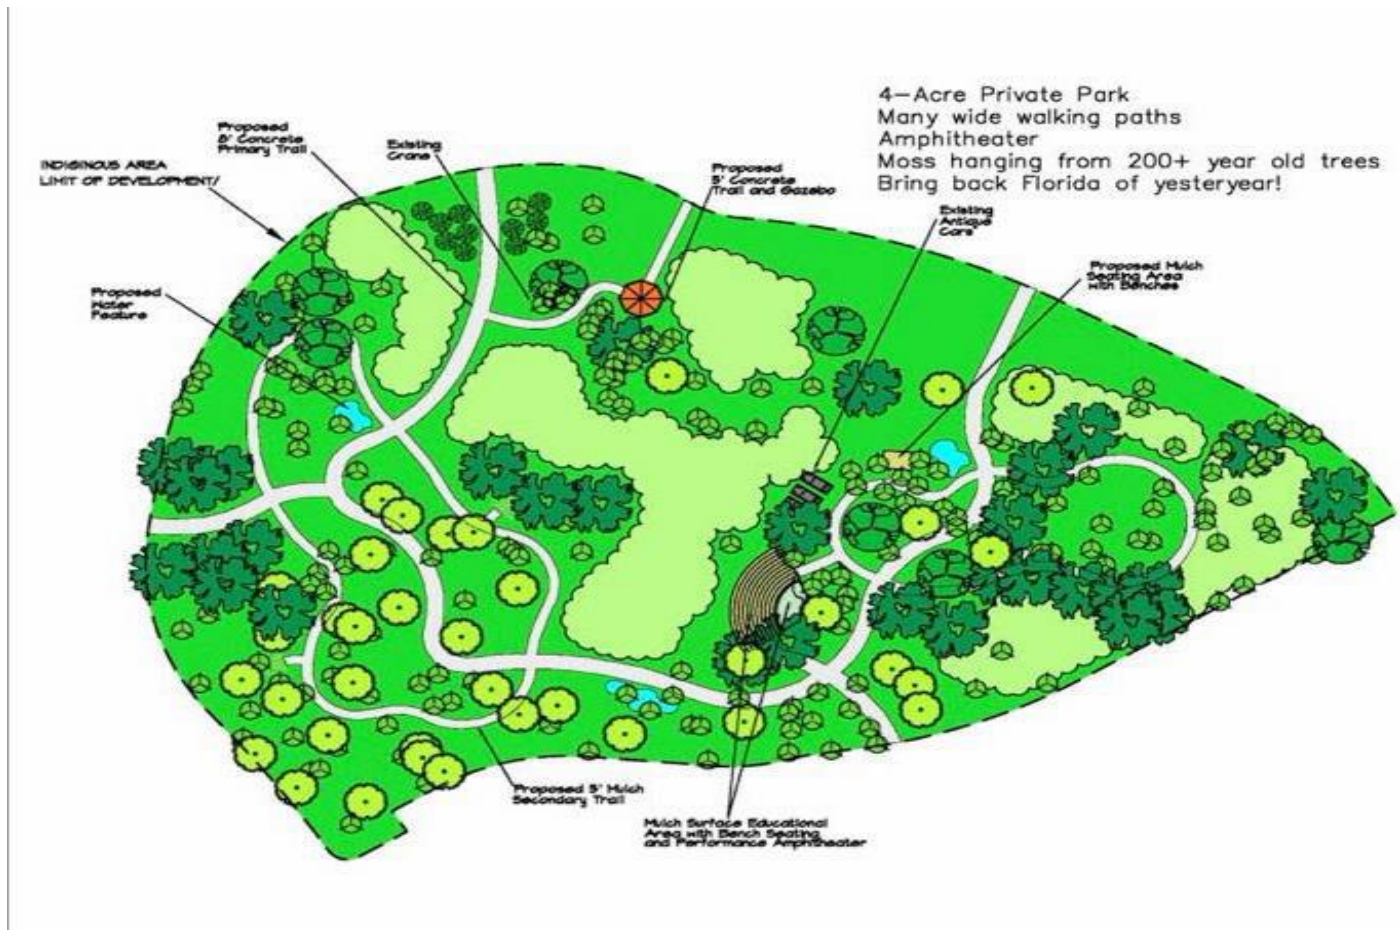 4-Acre Private Park
Many wide walking paths
Amphitheater
Moss hanging from 200+ year old trees
Bring back Florida of yesteryear!
Proposed
8' Concrete
Primary Trail
Existing
Crane
INDIGINOUS AREA
LIMIT OF DEVELOPMENT/
Proposed
5' Concrete
Trail and Gazebo
Existing
Antique
Cars
Proposed Mulch
Seating Area
with Benches
Proposed
Water
Feature
Proposed 5' Mulch
Secondary Trail
Mulch Surface Educational
Area with Bench Seating
and Performance Amphitheater